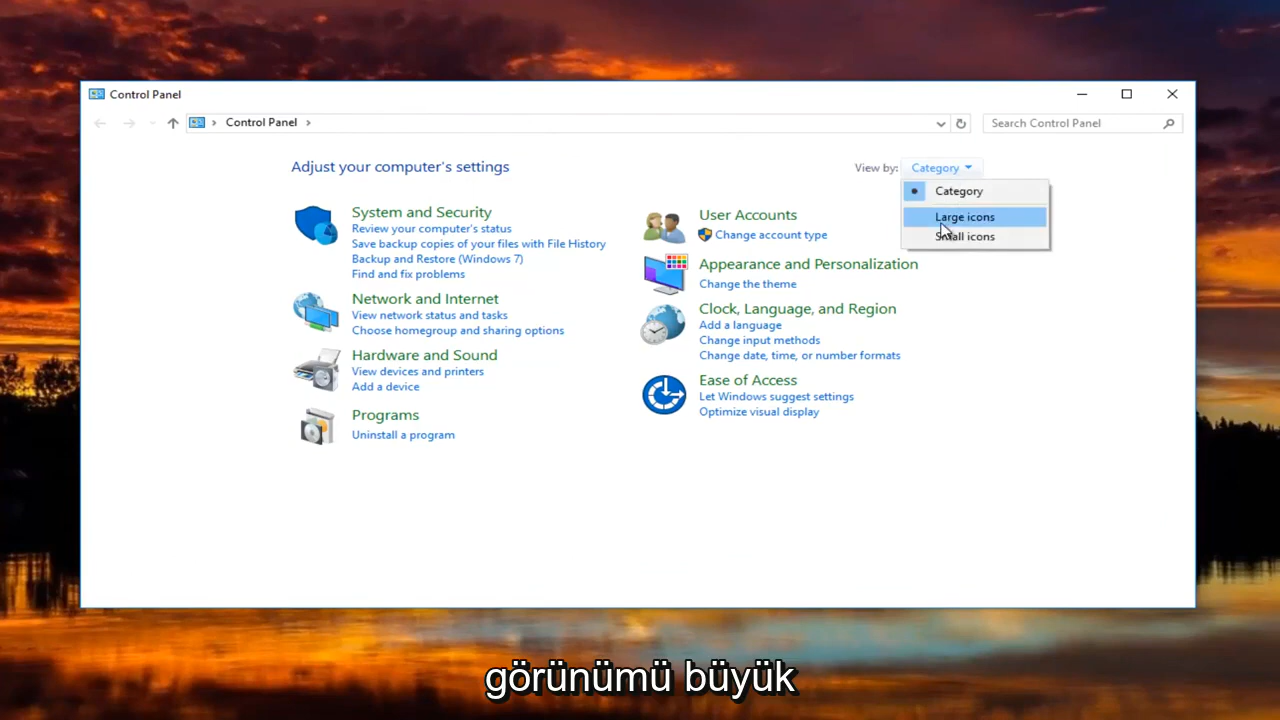 Control Panel
Control Panel
Search Control Panel
Adjust your computer's settings
View by:
Category
Category
Large icons
Small icons
System and Security
Review your computer's status
Save backup copies of your files with File History
Backup and Restore (Windows 7)
Find and fix problems
Network and Internet
View network status and tasks
Choose homegroup and sharing options
Hardware and Sound
View devices and printers
Add a device
Programs
Uninstall a program
User Accounts
Change account type
Appearance and Personalization
Change the theme
Clock, Language, and Region
Add a language
Change input methods
Change date, time, or number formats
Ease of Access
Let Windows suggest settings
Optimize visual display
görünümü büyük